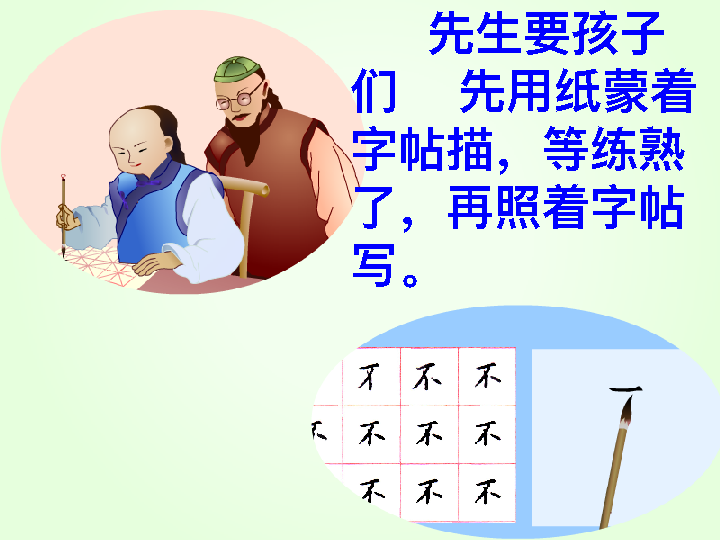 先生要孩子
们 先用纸蒙着
字帖描，等练熟
了，再照着字帖
写。
不 不 不
不 不 不 不
不 不 不
一